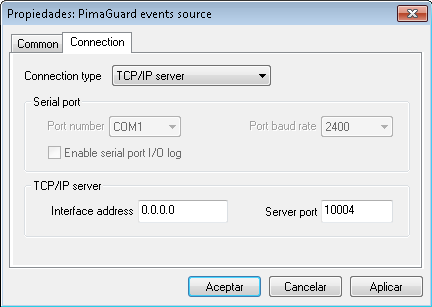 Propiedades: PimaGuard events source
Common Connection
Connection type TCP/IP server
Serial port
Port number COM1 Port baud rate 2400
Enable serial port I/O log
TCP/IP server
Interface address 0.0.0.0 Server port 10004
Aceptar Cancelar Aplicar